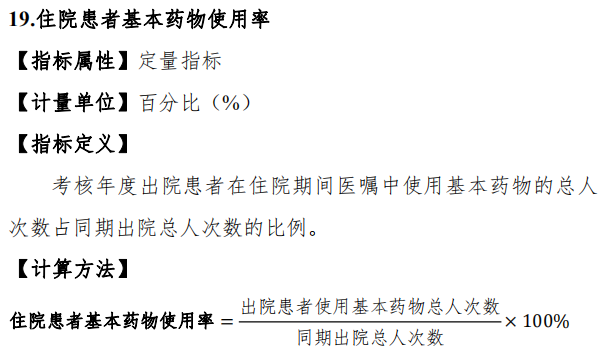 19.住院患者基本药物使用率
【指标属性】定量指标
【计量单位】百分比（%）
【指标定义】
考核年度出院患者在住院期间医嘱中使用基本药物的总人
次数占同期出院总人次数的比例。
【计算方法】
住院患者基本药物使用率 = 出院患者使用基本药物总人次数 / 同期出院总人次数 × 100%